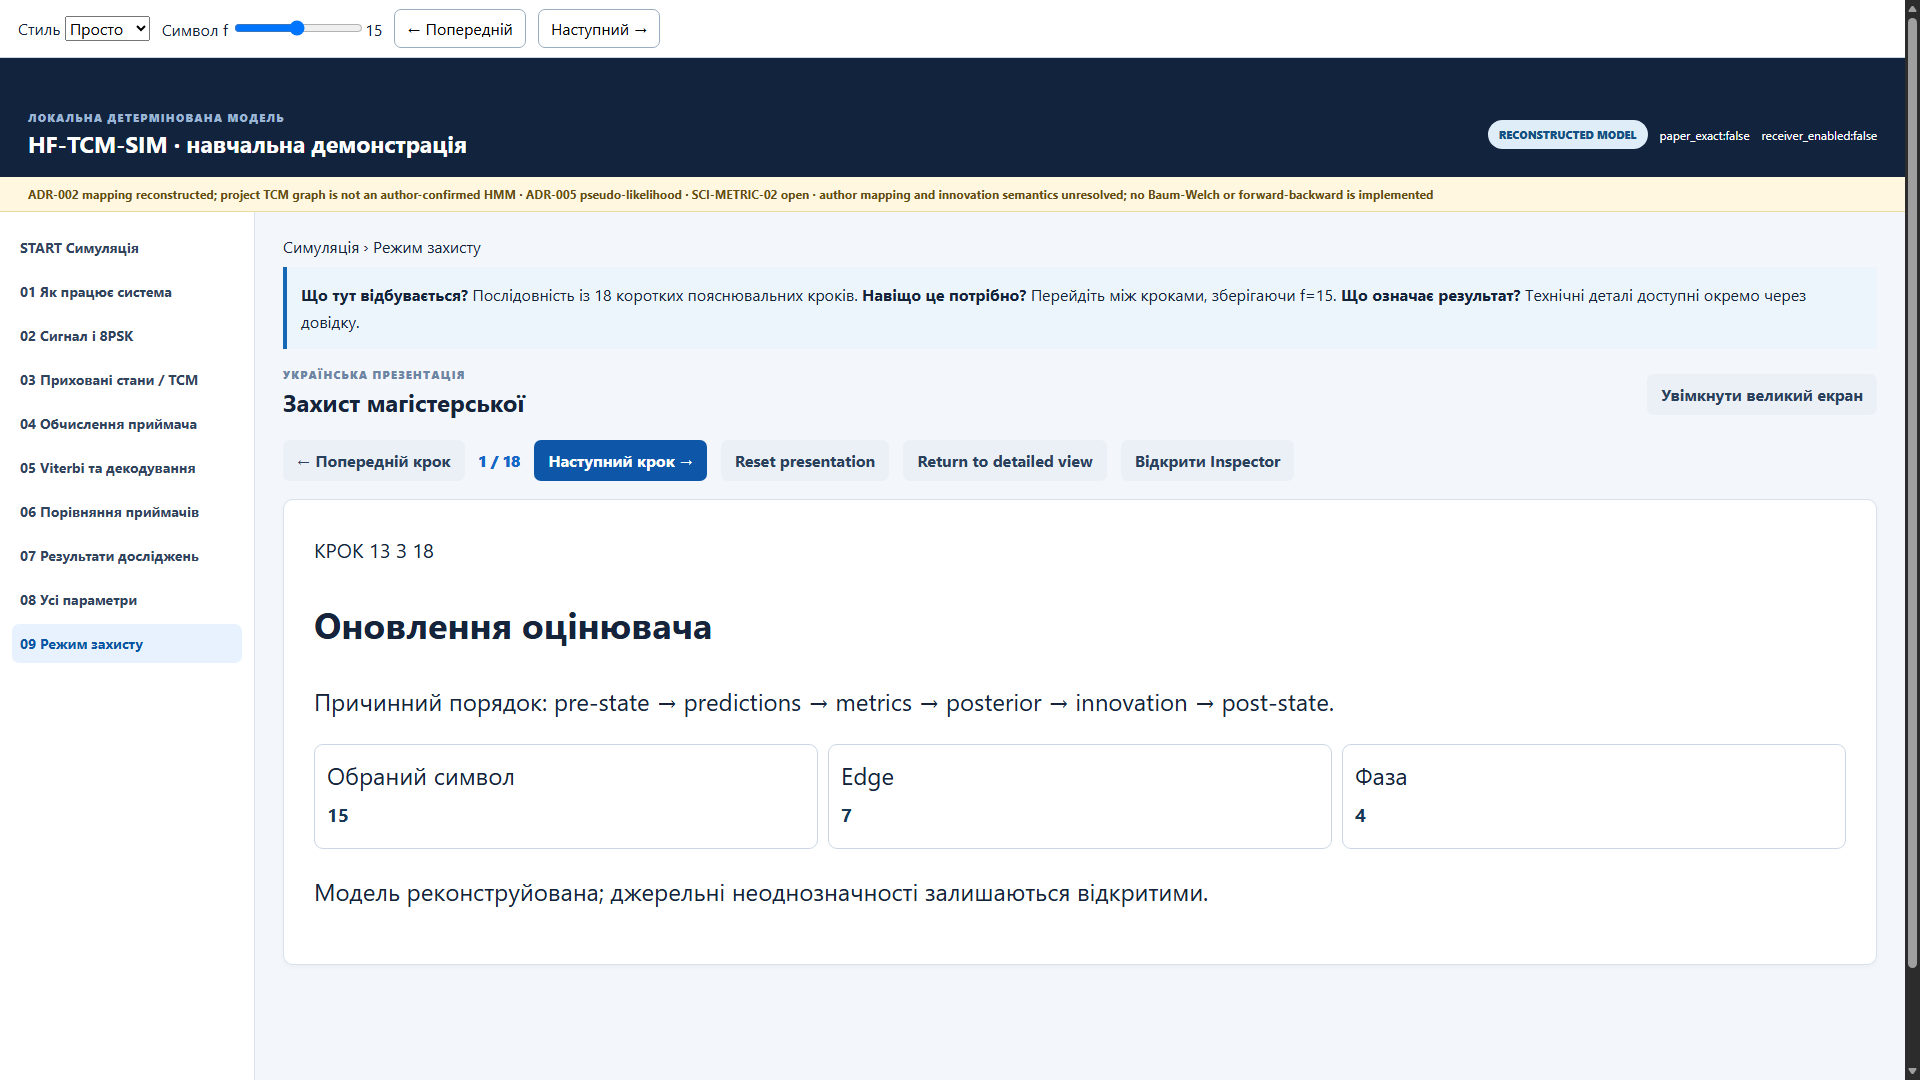 Стиль Просто Символ f 15 ← Попередній Наступний →
ЛОКАЛЬНА ДЕТЕРМІНОВАНА МОДЕЛЬ
HF-TCM-SIM · навчальна демонстрація
RECONSTRUCTED MODEL paper_exact:false receiver_enabled:false
ADR-002 mapping reconstructed; project TCM graph is not an author-confirmed HMM · ADR-005 pseudo-likelihood · SCI-METRIC-02 open · author mapping and innovation semantics unresolved; no Baum-Welch or forward-backward is implemented
START Симуляція
01 Як працює система
02 Сигнал і 8PSK
03 Приховані стани / TCM
04 Обчислення приймача
05 Viterbi та декодування
06 Порівняння приймачів
07 Результати досліджень
08 Усі параметри
09 Режим захисту
Симуляція › Режим захисту
Що тут відбувається? Послідовність із 18 коротких пояснювальних кроків. Навіщо це потрібно? Перейдіть між кроками, зберігаючи f=15. Що означає результат? Технічні деталі доступні окремо через
довідку.
УКРАЇНСЬКА ПРЕЗЕНТАЦІЯ
Захист магістерської
Увімкнути великий екран
← Попередній крок 1 / 18 Наступний крок → Reset presentation Return to detailed view Відкрити Inspector
КРОК 13 З 18
Оновлення оцінювача
Причинний порядок: pre-state → predictions → metrics → posterior → innovation → post-state.
Обраний символ
15
Edge
7
Фаза
4
Модель реконструйована; джерельні неоднозначності залишаються відкритими.